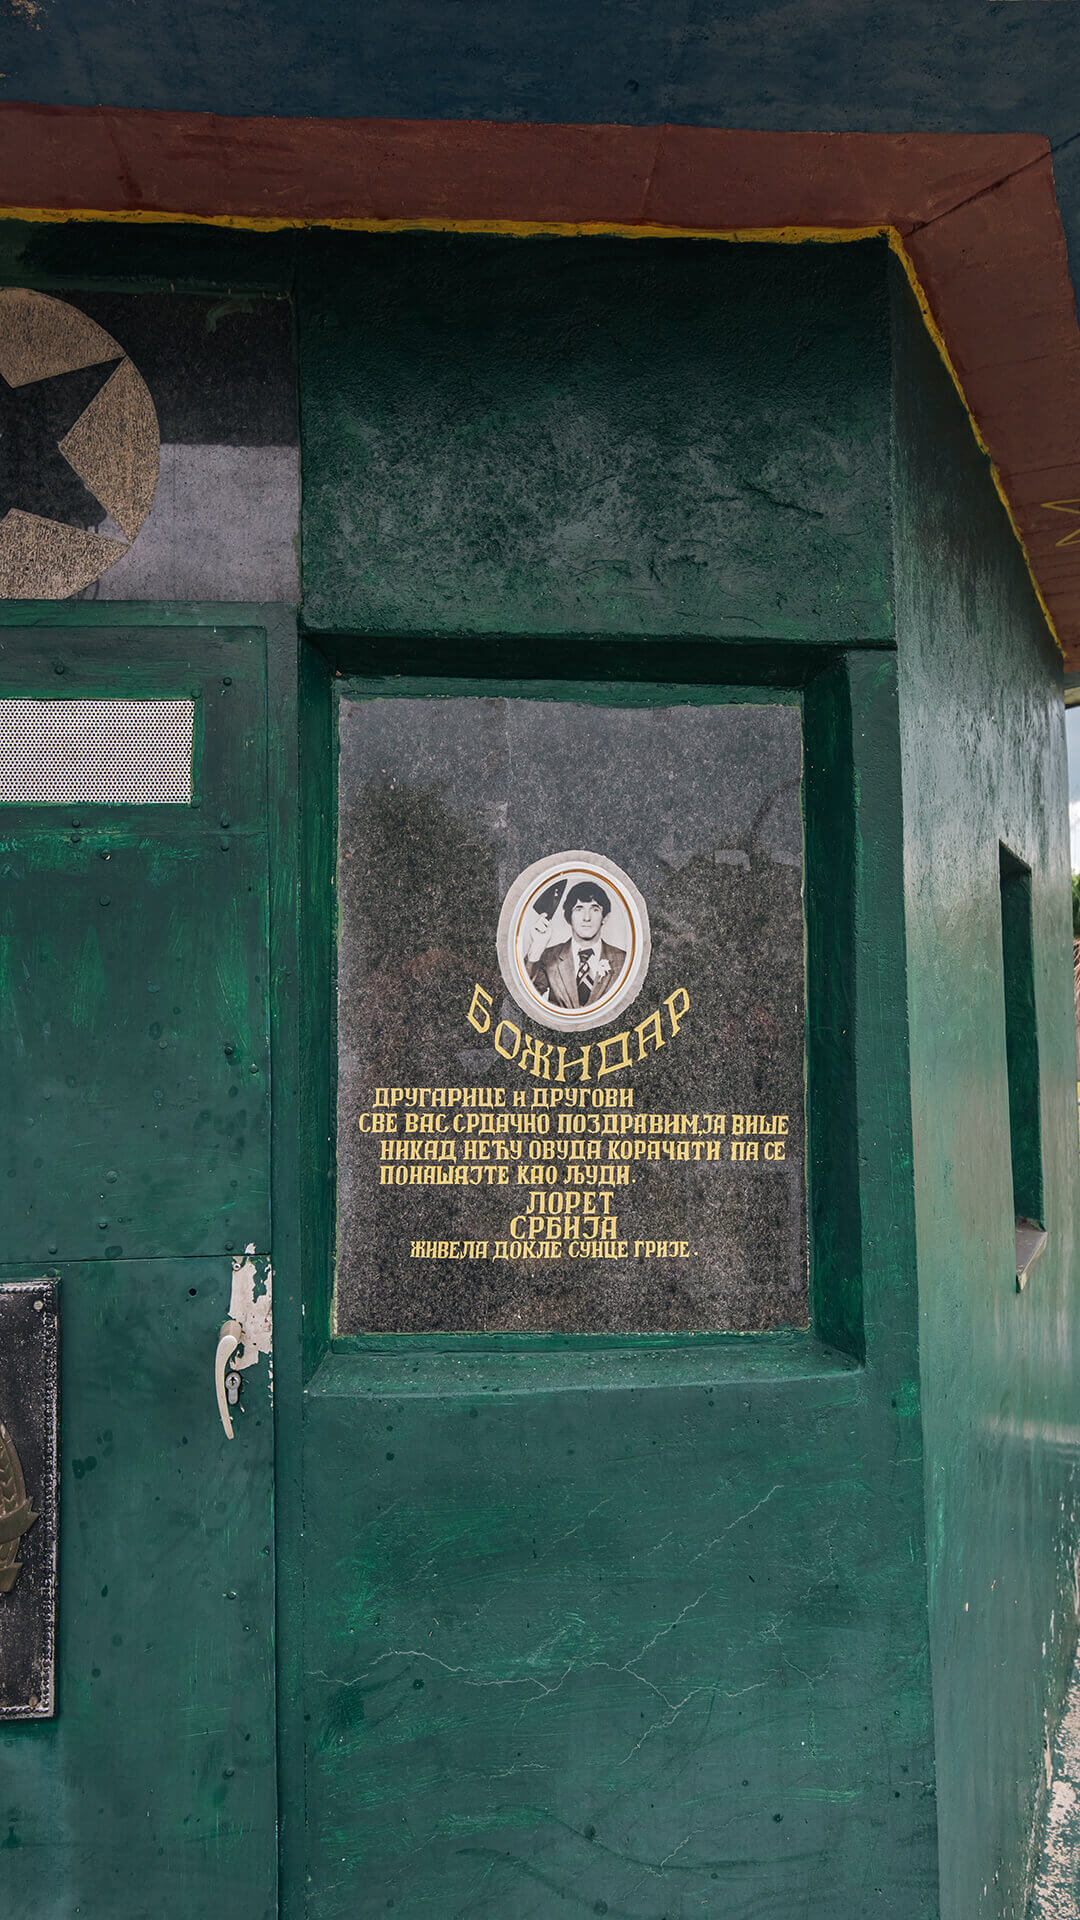 БОЖИДАР
ДРУГАРИЦЕ и ДРУГОВИ
СВЕ ВАС СРДАЧНО ПОЗДРАВИМ,ЈА ВИШЕ
НИКАД НЕЋУ ОВУДА КОРАЧАТИ ПА СЕ
ПОНАШАЈТЕ КАО ЉУДИ.
ЛОРЕТ
СРБИЈА
ЖИВЕЛА ДОКЛЕ СУНЦЕ ГРИЈЕ.